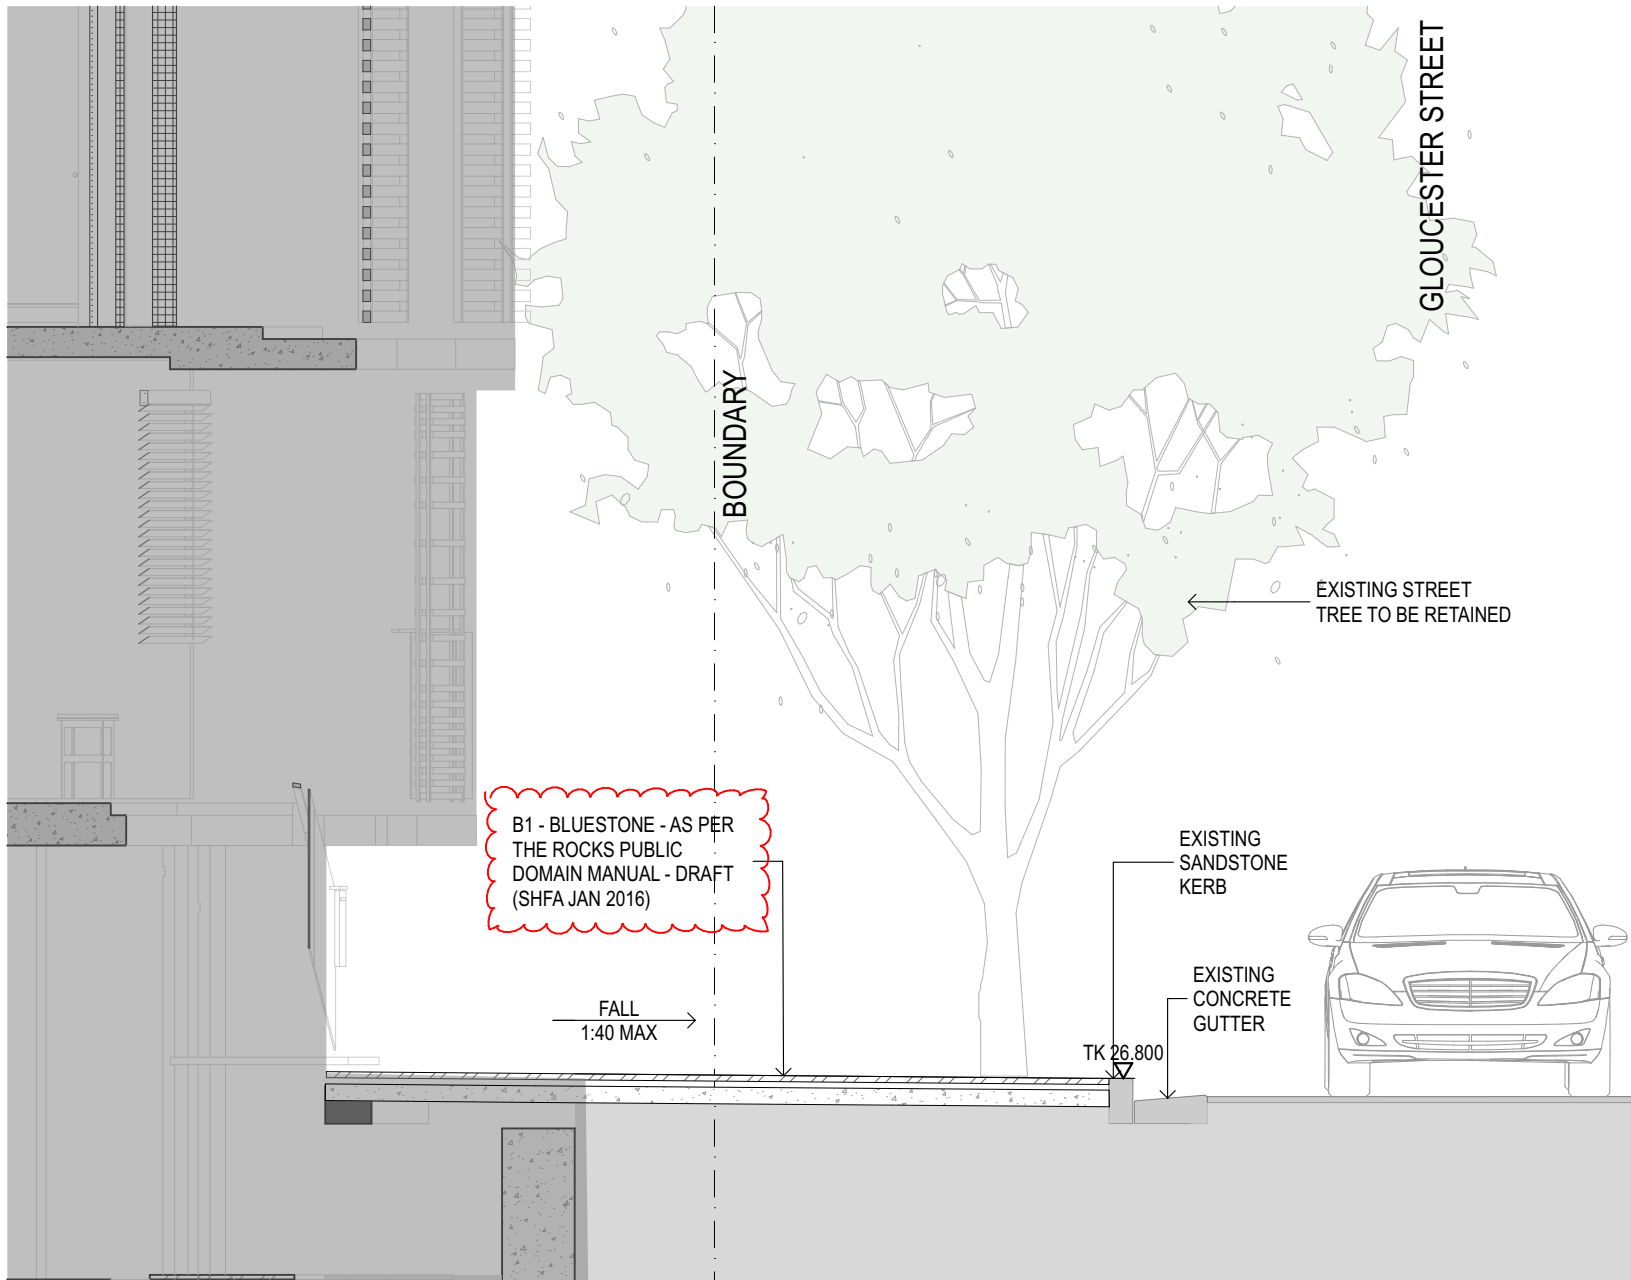 GLOUCESTER STREET
BOUNDARY
EXISTING STREET
TREE TO BE RETAINED
B1 - BLUESTONE - AS PER
THE ROCKS PUBLIC
DOMAIN MANUAL - DRAFT
(SHFA JAN 2016)
EXISTING
SANDSTONE
KERB
EXISTING
CONCRETE
GUTTER
FALL
1:40 MAX
TK 26.800